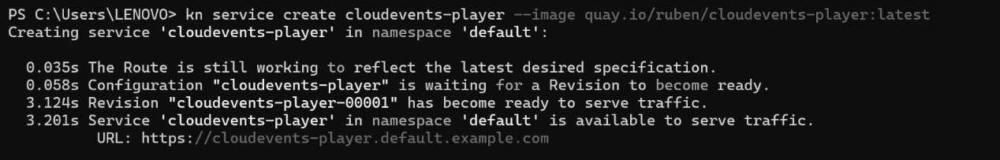 PS C:\Users\LENOVO> kn service create cloudevents-player --image quay.io/ruben/cloudevents-player:latest
Creating service 'cloudevents-player' in namespace 'default':
0.035s The Route is still working to reflect the latest desired specification.
0.058s Configuration "cloudevents-player" is waiting for a Revision to become ready.
3.124s Revision "cloudevents-player-00001" has become ready to serve traffic.
3.201s Service 'cloudevents-player' in namespace 'default' is available to serve traffic.
URL: https://cloudevents-player.default.example.com